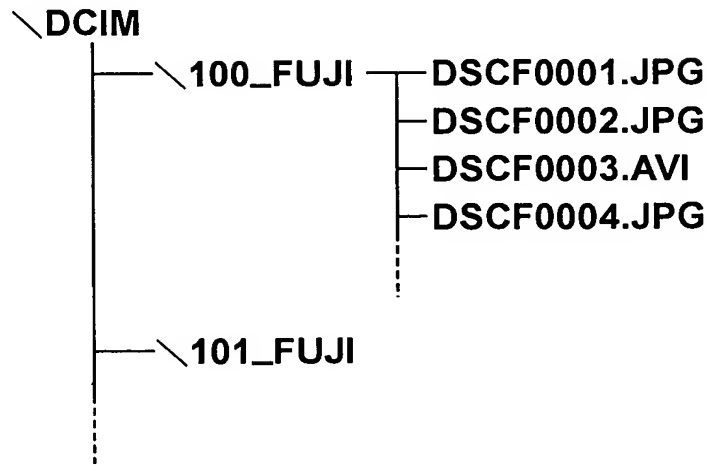 \DCIM
\100_FUJI DSCF0001.JPG
DSCF0002.JPG
DSCF0003.AVI
DSCF0004.JPG
\101_FUJI